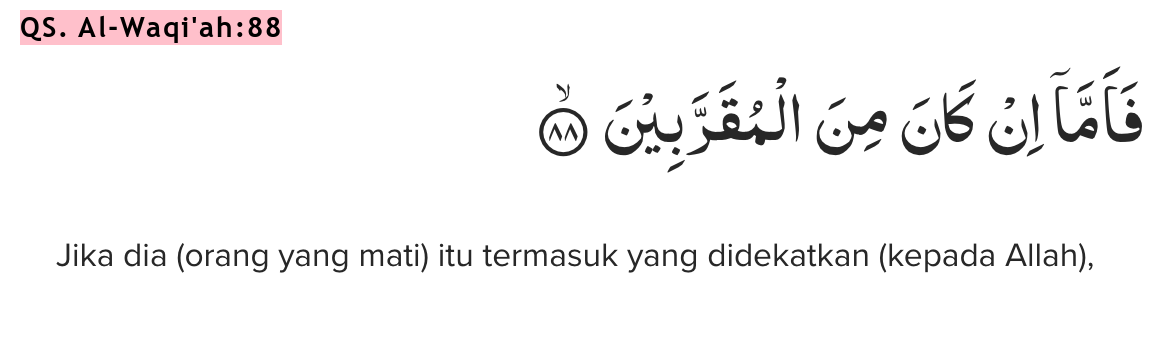 QS. Al-Waqi'ah:88
فَاَمَّآ اِنْ كَانَ مِنَ الْمُقَرَّبِيْنَ ۙ ٨٨
Jika dia (orang yang mati) itu termasuk yang didekatkan (kepada Allah),